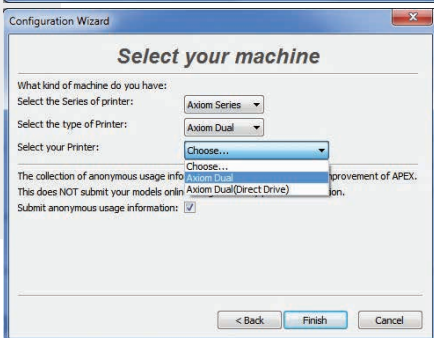 Configuration Wizard
Select your machine
What kind of machine do you have:
Select the Series of printer: Axiom Series
Select the type of Printer: Axiom Dual
Select your Printer: Choose...
Choose...
Axiom Dual
Axiom Dual(Direct Drive)
The collection of anonymous usage info provement of APEX.
This does NOT submit your models onlin ion.
Submit anonymous usage information:
< Back Finish Cancel